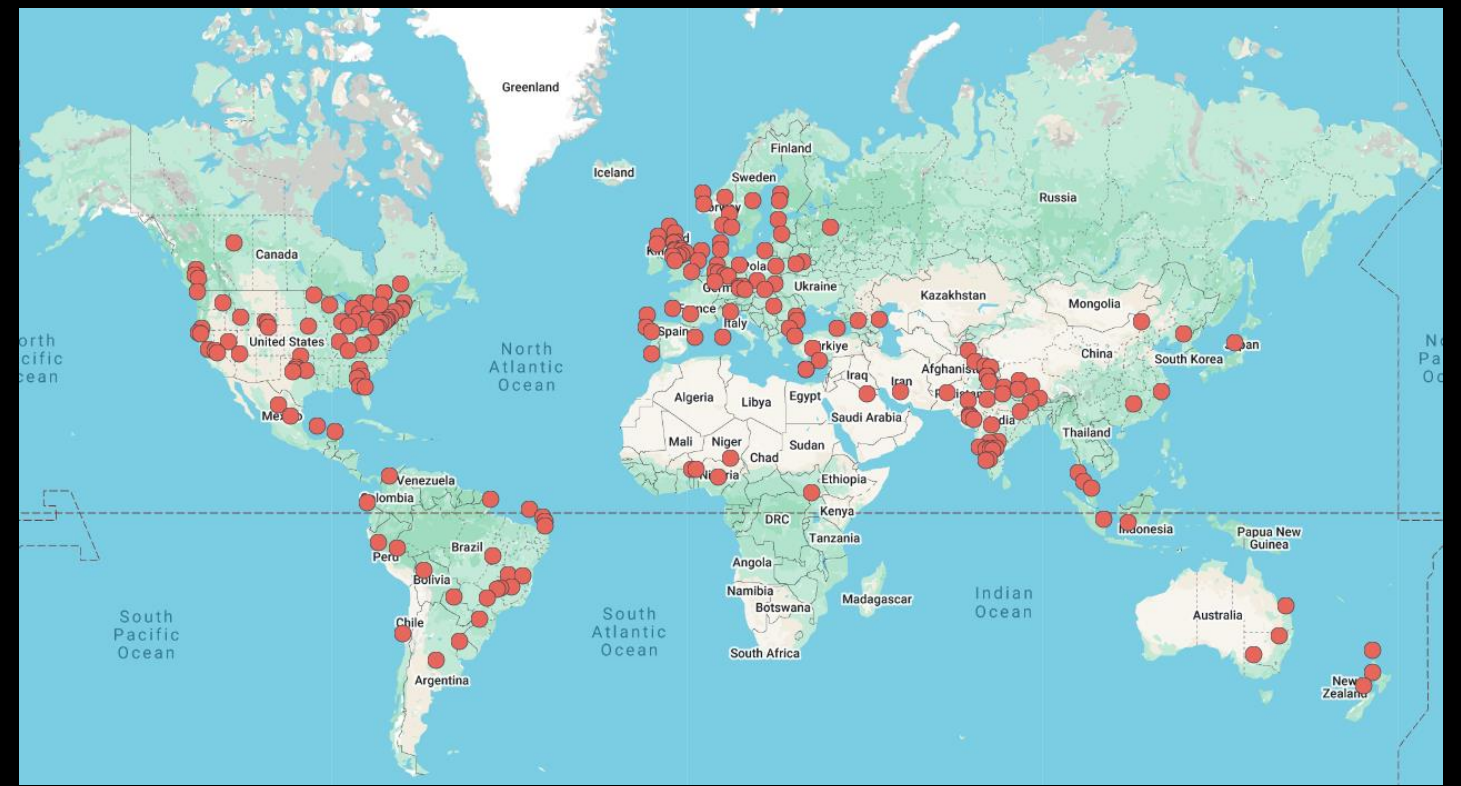 Greenland
Finland
Iceland
Sweden
Russia
Canada
Ukraine
Kazakhstan
Mongolia
Italy
Spain
United States
North
Atlantic
Ocean
China
South Korea
Iraq
Iran
Algeria
Libya
Egypt
Saudi Arabia
Mali
Niger
Chad
Sudan
Thailand
Venezuela
Ethiopia
DRC
Kenya
Papua New
Guinea
Brazil
Tanzania
Peru
Angola
Bolivia
Namibia
Botswana
Madagascar
Indian
Ocean
South
Pacific
Ocean
Chile
South
Atlantic
Ocean
Australia
South Africa
Argentina
New
Zealand